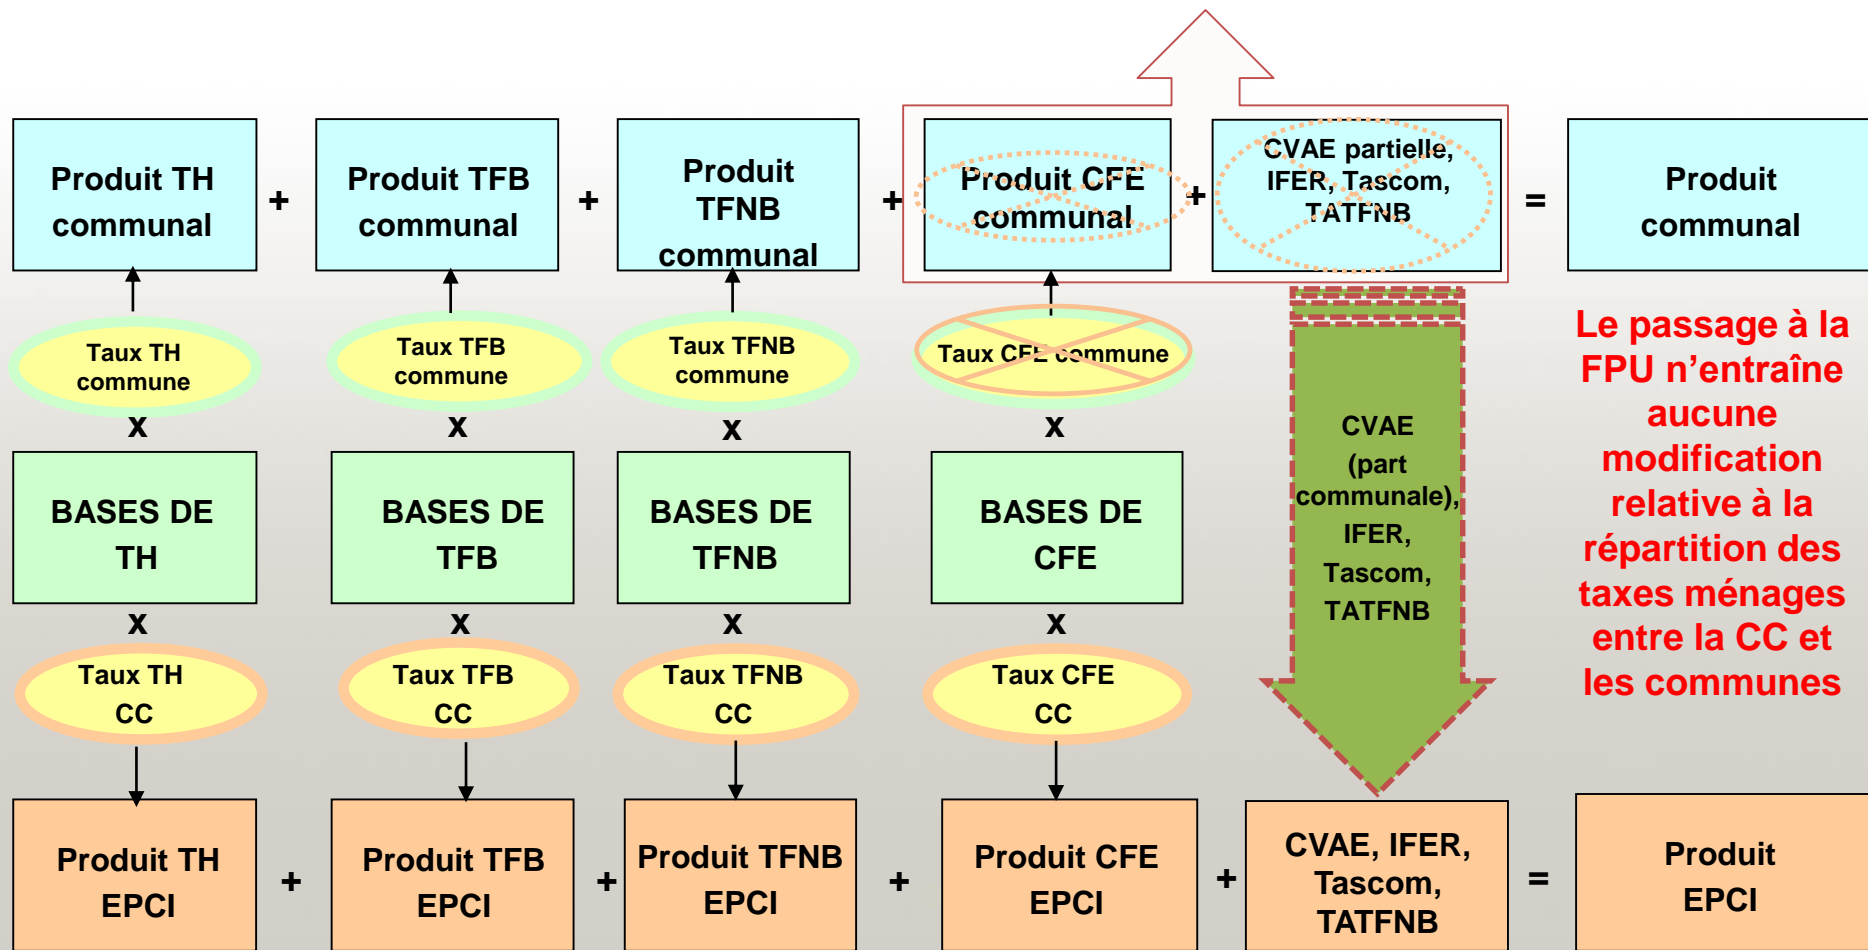 Produit TH
communal
+
Produit TFB
communal
+
Produit
TFNB
communal
+
Produit CFE
communal
+
CVAE partielle,
IFER, Tascom,
TATFNB
=
Produit
communal
Taux TH
commune
Taux TFB
commune
Taux TFNB
commune
Taux CFE commune
x
x
x
x
BASES DE
TH
BASES DE
TFB
BASES DE
TFNB
BASES DE
CFE
CVAE
(part
communale),
IFER,
Tascom,
TATFNB
Le passage à la
FPU n’entraîne
aucune
modification
relative à la
répartition des
taxes ménages
entre la CC et
les communes
x
x
x
x
Taux TH
CC
Taux TFB
CC
Taux TFNB
CC
Taux CFE
CC
Produit TH
EPCI
+
Produit TFB
EPCI
+
Produit TFNB
EPCI
+
Produit CFE
EPCI
+
CVAE, IFER,
Tascom,
TATFNB
=
Produit
EPCI